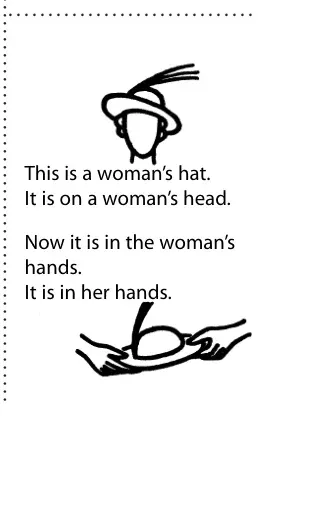 This is a woman's hat.
It is on a woman's head.
Now it is in the woman's
hands.
It is in her hands.